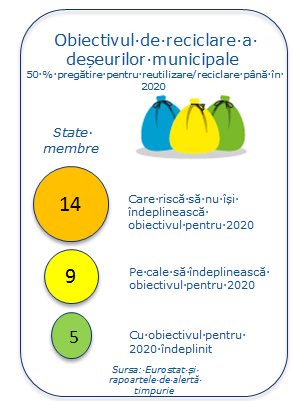 Obiectivul·de·reciclare·a·
deșeurilor·municipale
50·%·pregătire·pentru·reutilizare/reciclare·până·în·
2020
State·
membre
14
Care·riscă·să·nu·își·
îndeplinească·
obiectivul·pentru·2020
9
Pe·cale·să·îndeplinească·
obiectivul·pentru·2020
5
Cu·obiectivul·pentru·
2020·îndeplinit
Sursa:·Eurostat·și·
rapoartele·de·alertă·
timpurie